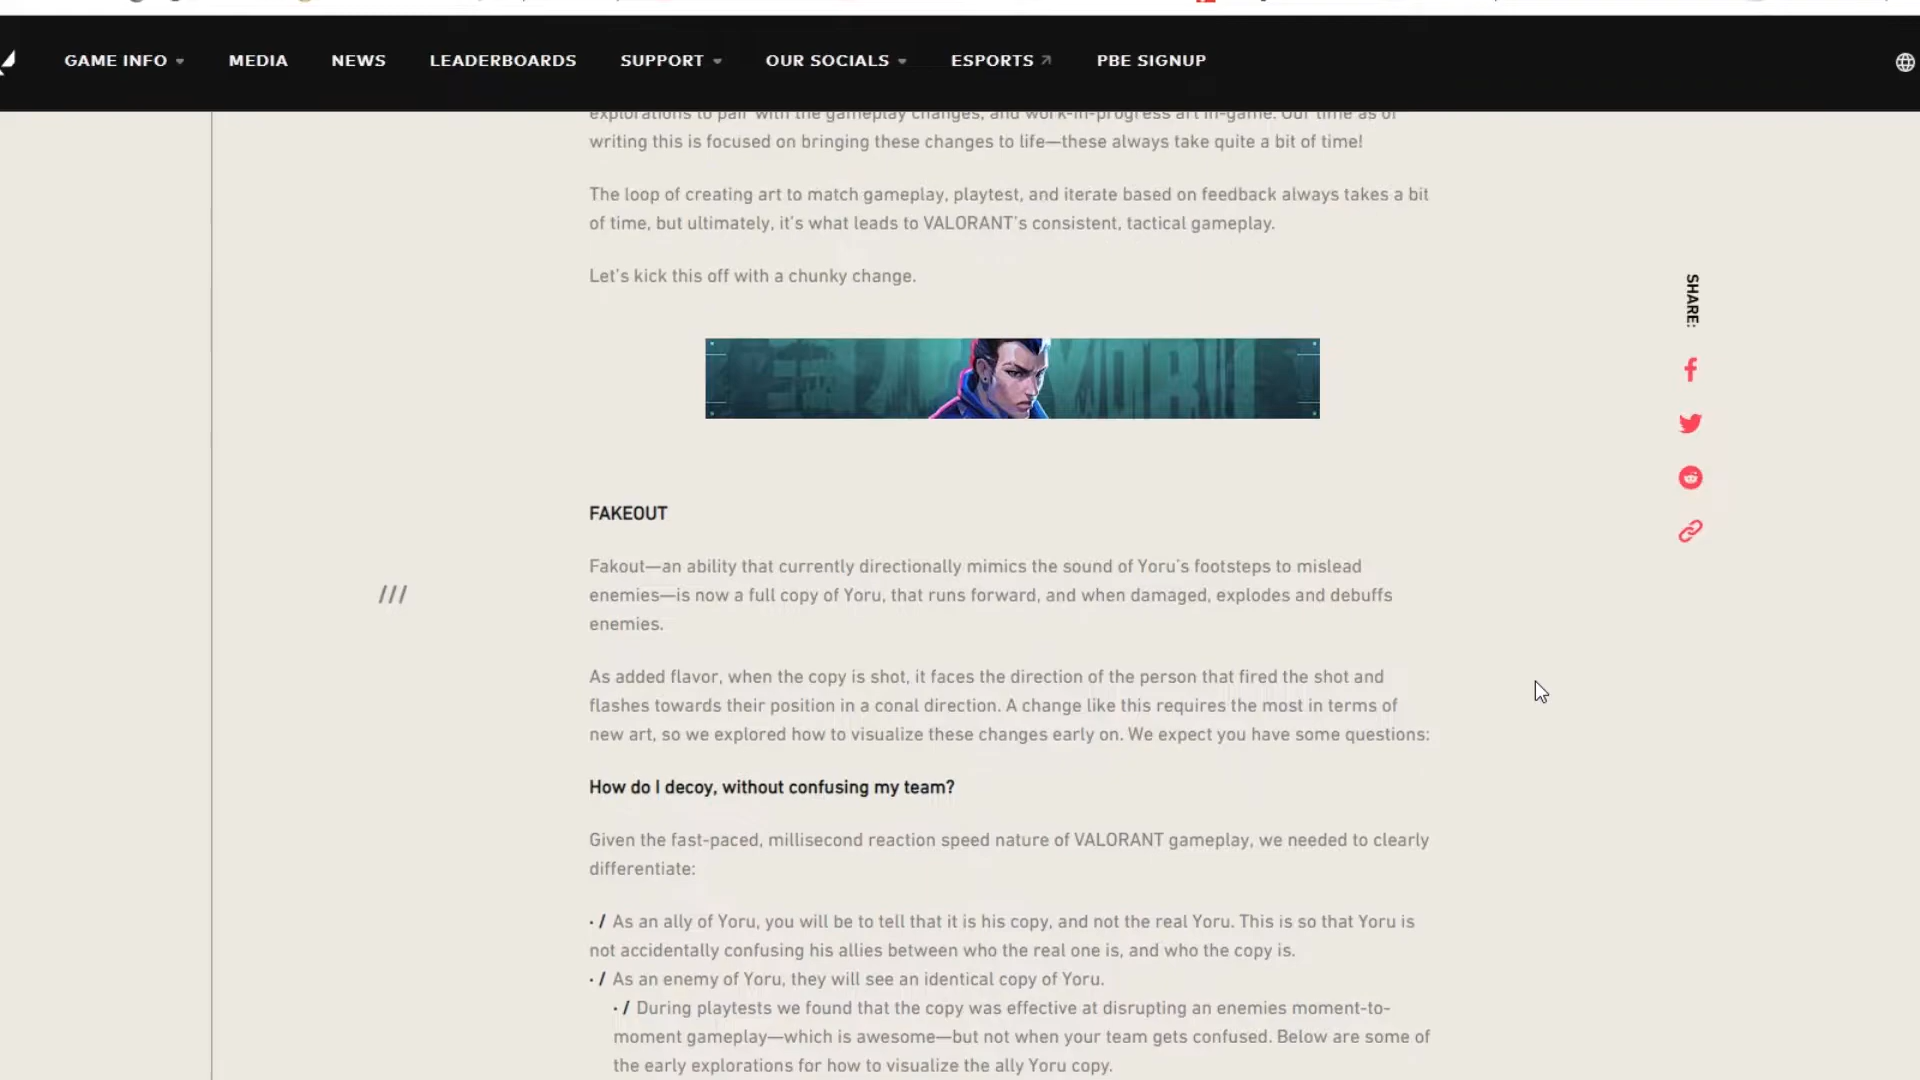 GAME INFO MEDIA NEWS LEADERBOARDS SUPPORT OUR SOCIALS ESPORTS PBE SIGNUP
explorations to pair with the gameplay changes, and work-in-progress art in-game. Our time as of
writing this is focused on bringing these changes to life—these always take quite a bit of time!
The loop of creating art to match gameplay, playtest, and iterate based on feedback always takes a bit
of time, but ultimately, it's what leads to VALORANT's consistent, tactical gameplay.
Let's kick this off with a chunky change.
YORU
SHARE:
FAKEOUT
Fakout—an ability that currently directionally mimics the sound of Yoru's footsteps to mislead
enemies—is now a full copy of Yoru, that runs forward, and when damaged, explodes and debuffs
enemies.
///
As added flavor, when the copy is shot, it faces the direction of the person that fired the shot and
flashes towards their position in a conal direction. A change like this requires the most in terms of
new art, so we explored how to visualize these changes early on. We expect you have some questions:
How do I decoy, without confusing my team?
Given the fast-paced, millisecond reaction speed nature of VALORANT gameplay, we needed to clearly
differentiate:
· / As an ally of Yoru, you will be to tell that it is his copy, and not the real Yoru. This is so that Yoru is
not accidentally confusing his allies between who the real one is, and who the copy is.
· / As an enemy of Yoru, they will see an identical copy of Yoru.
· / During playtests we found that the copy was effective at disrupting an enemies moment-to-
moment gameplay—which is awesome—but not when your team gets confused. Below are some of
the early explorations for how to visualize the ally Yoru copy.